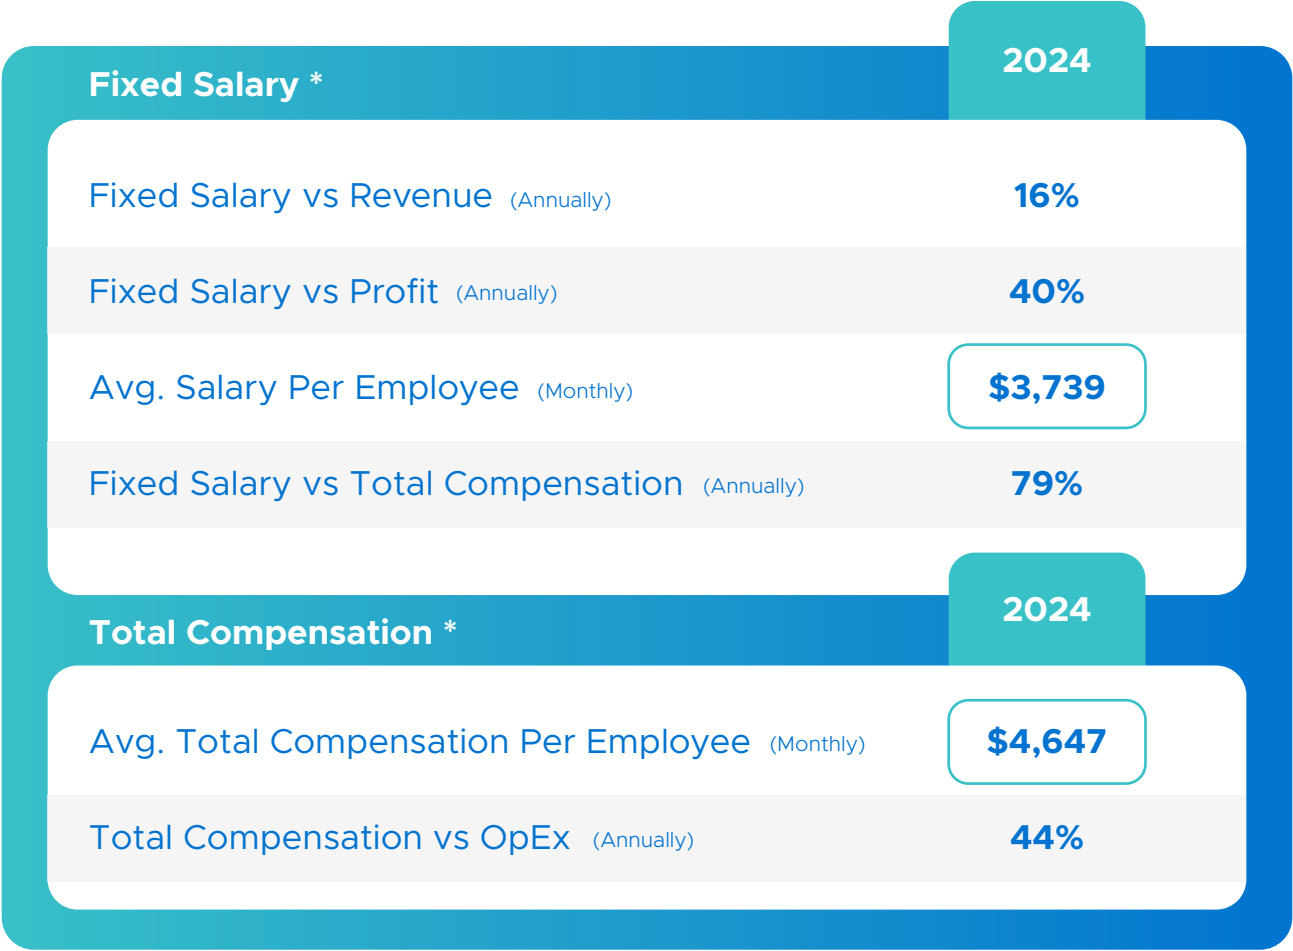 2024
Fixed Salary *
Fixed Salary vs Revenue (Annually) 16%
Fixed Salary vs Profit (Annually) 40%
Avg. Salary Per Employee (Monthly) $3,739
Fixed Salary vs Total Compensation (Annually) 79%
2024
Total Compensation *
Avg. Total Compensation Per Employee (Monthly) $4,647
Total Compensation vs OpEx (Annually) 44%